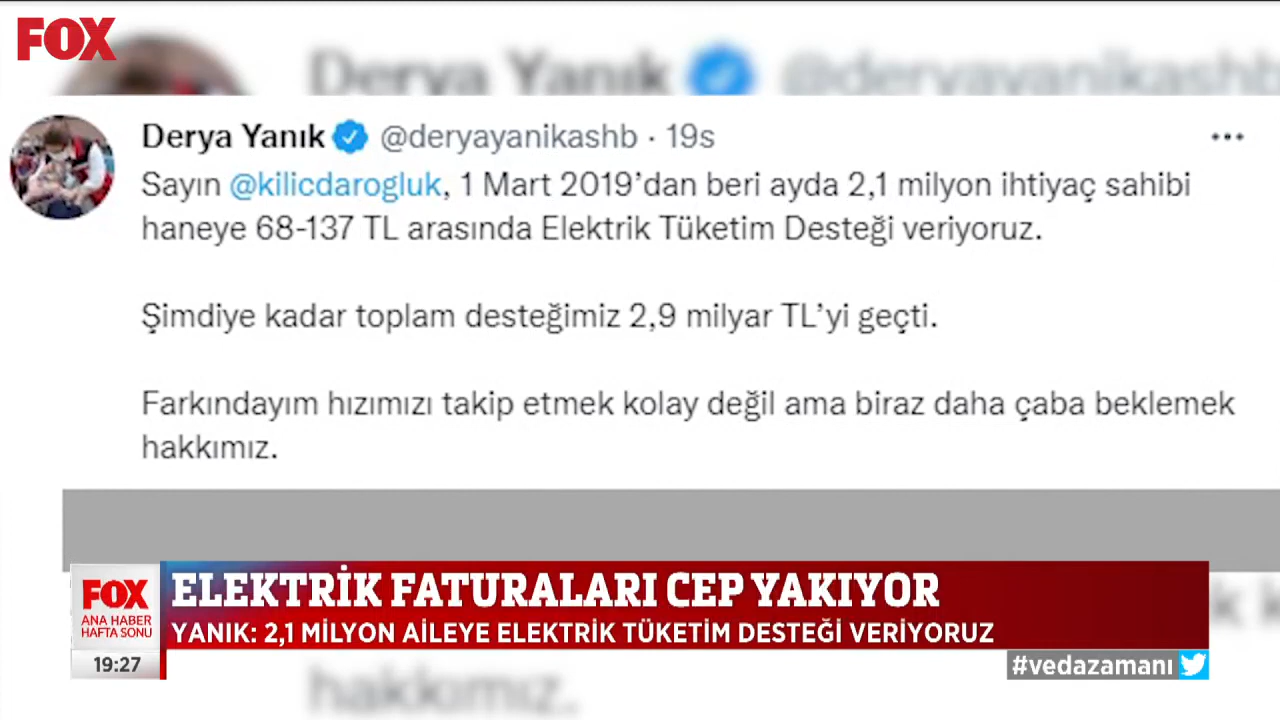 FOX
Derya Yanık @deryayanikashb
Derya Yanık @deryayanikashb · 19s
Sayın @kilicdarogluk, 1 Mart 2019’dan beri ayda 2,1 milyon ihtiyaç sahibi
haneye 68-137 TL arasında Elektrik Tüketim Desteği veriyoruz.
Şimdiye kadar toplam desteğimiz 2,9 milyar TL’yi geçti.
Farkındayım hızımızı takip etmek kolay değil ama biraz daha çaba beklemek
hakkımız.
FOX
ANA HABER
HAFTA SONU
19:27
ELEKTRİK FATURALARI CEP YAKIYOR
YANIK: 2,1 MİLYON AİLEYE ELEKTRİK TÜKETİM DESTEĞİ VERİYORUZ
#vedazamanı
hakkımız.